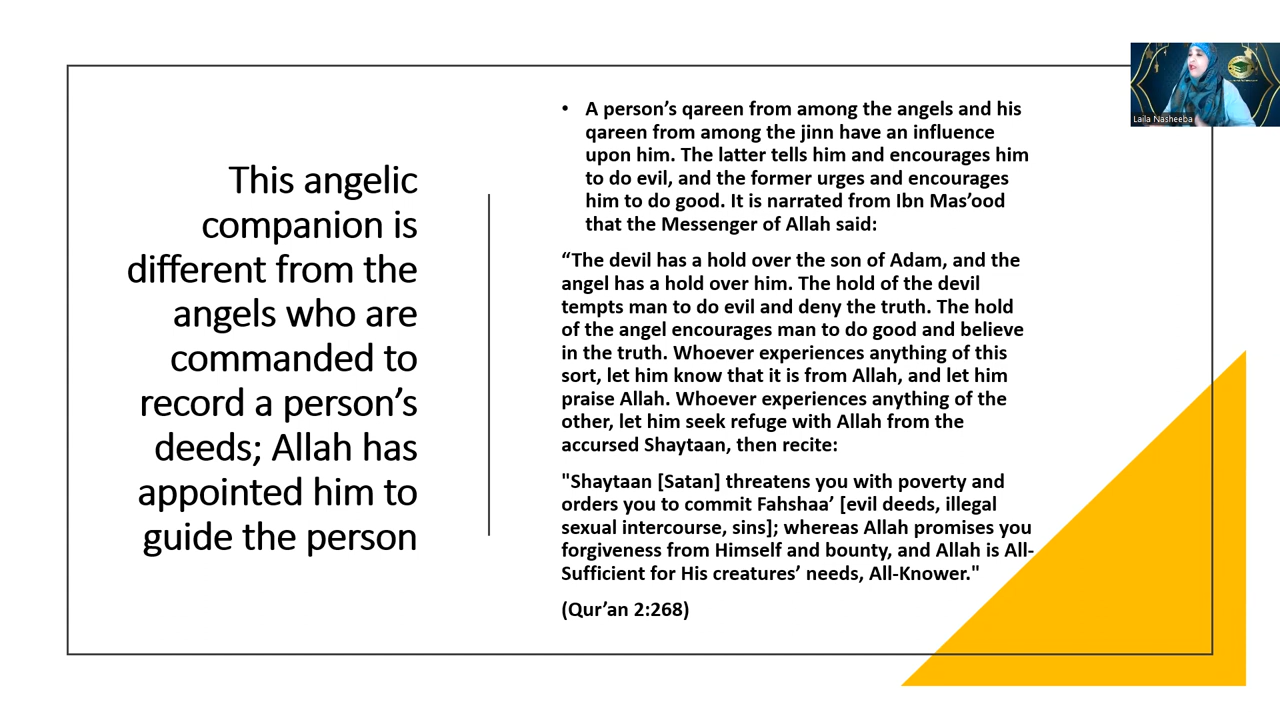 This angelic
companion is
different from the
angels who are
commanded to
record a person’s
deeds; Allah has
appointed him to
guide the person
• A person’s qareen from among the angels and his
qareen from among the jinn have an influence
upon him. The latter tells him and encourages him
to do evil, and the former urges and encourages
him to do good. It is narrated from Ibn Mas’ood
that the Messenger of Allah said:
“The devil has a hold over the son of Adam, and the
angel has a hold over him. The hold of the devil
tempts man to do evil and deny the truth. The hold
of the angel encourages man to do good and believe
in the truth. Whoever experiences anything of this
sort, let him know that it is from Allah, and let him
praise Allah. Whoever experiences anything of the
other, let him seek refuge with Allah from the
accursed Shaytaan, then recite:
"Shaytaan [Satan] threatens you with poverty and
orders you to commit Fahshaa’ [evil deeds, illegal
sexual intercourse, sins]; whereas Allah promises you
forgiveness from Himself and bounty, and Allah is All-
Sufficient for His creatures’ needs, All-Knower."
(Qur’an 2:268)
Laila Nasheeba